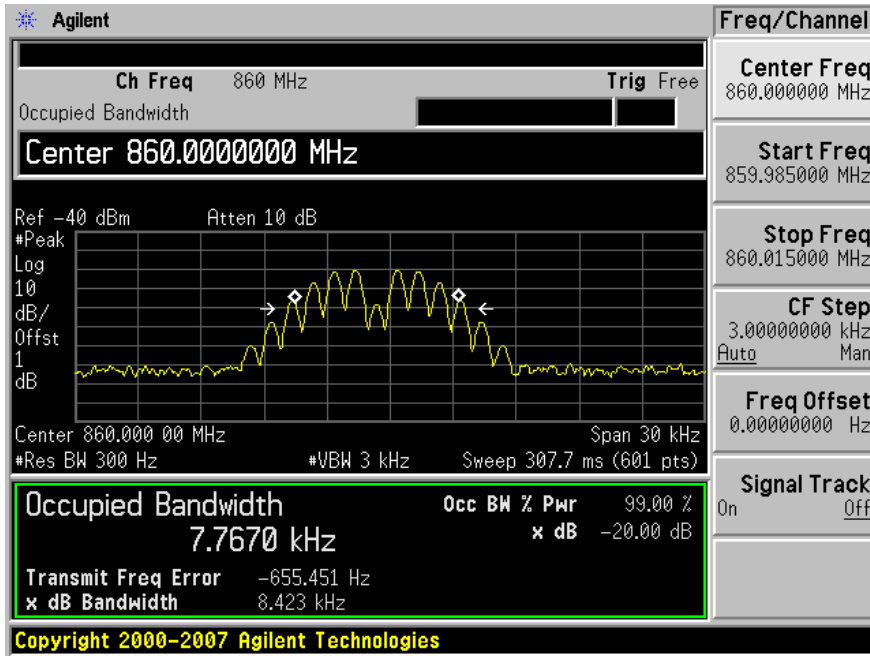 Agilent
Freq/Channel
Ch Freq 860 MHz Trig Free
Occupied Bandwidth
Center 860.0000000 MHz
Ref -40 dBm Atten 10 dB
#Peak
Log
10
dB/
Offst
1
dB
Center 860.000 00 MHz Span 30 kHz
#Res BW 300 Hz #VBW 3 kHz Sweep 307.7 ms (601 pts)
Occupied Bandwidth
7.7670 kHz
Occ BW % Pwr 99.00 %
x dB -20.00 dB
Transmit Freq Error -655.451 Hz
x dB Bandwidth 8.423 kHz
Copyright 2000-2007 Agilent Technologies
Center Freq
860.000000 MHz
Start Freq
859.985000 MHz
Stop Freq
860.015000 MHz
CF Step
3.00000000 kHz
Auto Man
Freq Offset
0.00000000 Hz
Signal Track
On Off